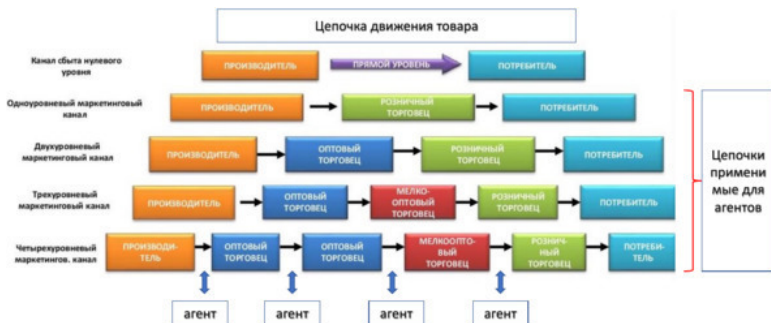 Цепочка движения товара
Канал сбыта нулевого
уровня
ПРОИЗВОДИТЕЛЬ
ПРЯМОЙ УРОВЕНЬ
ПОТРЕБИТЕЛЬ
Одноуровневый маркетинговый
канал
ПРОИЗВОДИТЕЛЬ
РОЗНИЧНЫЙ
ТОРГОВЕЦ
ПОТРЕБИТЕЛЬ
Двухуровневый
маркетинговый канал
ПРОИЗВОДИТЕЛЬ
ОПТОВЫЙ
ТОРГОВЕЦ
РОЗНИЧНЫЙ
ТОРГОВЕЦ
ПОТРЕБИТЕЛЬ
Трехуровневый
маркетинговый канал
ПРОИЗВОДИТЕЛЬ
ОПТОВЫЙ
ТОРГОВЕЦ
МЕЛКО-
ОПТОВЫЙ
ТОРГОВЕЦ
РОЗНИЧНЫЙ
ТОРГОВЕЦ
ПОТРЕБИТЕЛЬ
Четырехуровневый
маркетингов. канал
ПРОИЗВОДИ-
ТЕЛЬ
ОПТОВЫЙ
ТОРГОВЕЦ
ОПТОВЫЙ
ТОРГОВЕЦ
МЕЛКООПТО-
ВЫЙ
ТОРГОВЕЦ
РОЗНИЧ-
НЫЙ
ТОРГОВЕЦ
ПОТРЕБИ-
ТЕЛЬ
агент
агент
агент
агент
Цепочки
примени
мые для
агентов